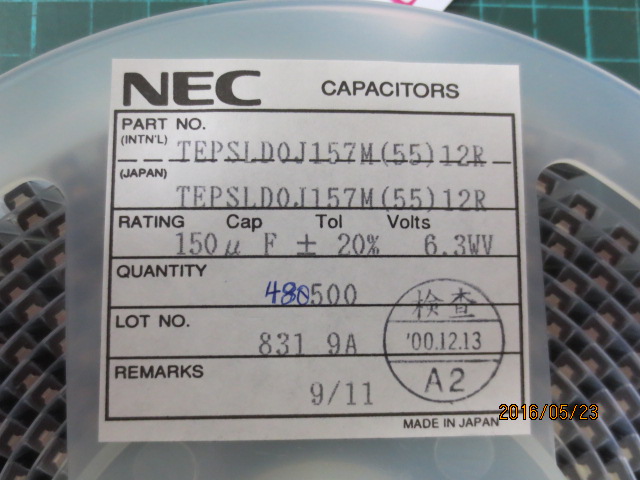 NEC CAPACITORS
PART NO.
(INTN'L) TEPSLD0J157M(55)12R
(JAPAN)
TEPSLD0J157M(55)12R
RATING Cap Tol Volts
150μ F ± 20% 6.3WV
QUANTITY
480 500
検査
LOT NO.
831 9A
'00.12.13
REMARKS
A2
9/11
MADE IN JAPAN
2016/05/23